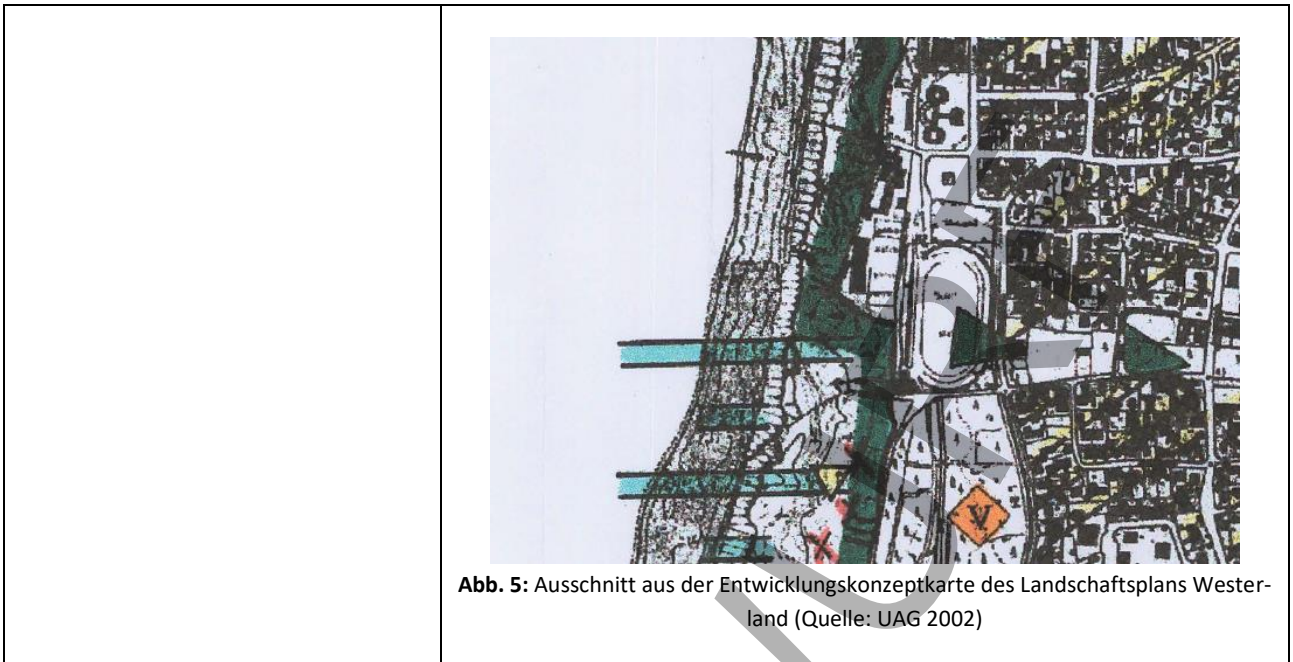 V
Abb. 5: Ausschnitt aus der Entwicklungskonzeptkarte des Landschaftsplans Wester-
land (Quelle: UAG 2002)